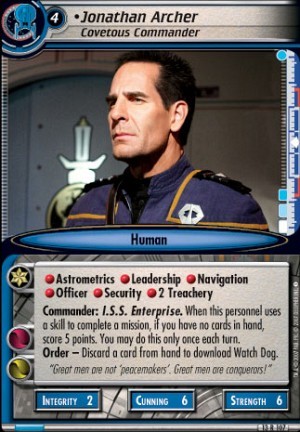 4
•Jonathan Archer
Covetous Commander
Human
Astrometrics Leadership Navigation
Officer Security 2 Treachery
Commander: I.S.S. Enterprise. When this personnel
uses a skill to complete a mission, if you have no cards in hand,
score 5 points. You may do this only once each turn.
Order – Discard a card from hand to download Watch Dog.
"Great men are not 'peacemakers'. Great men are conquerors!"
INTEGRITY 2 CUNNING 6 STRENGTH 6